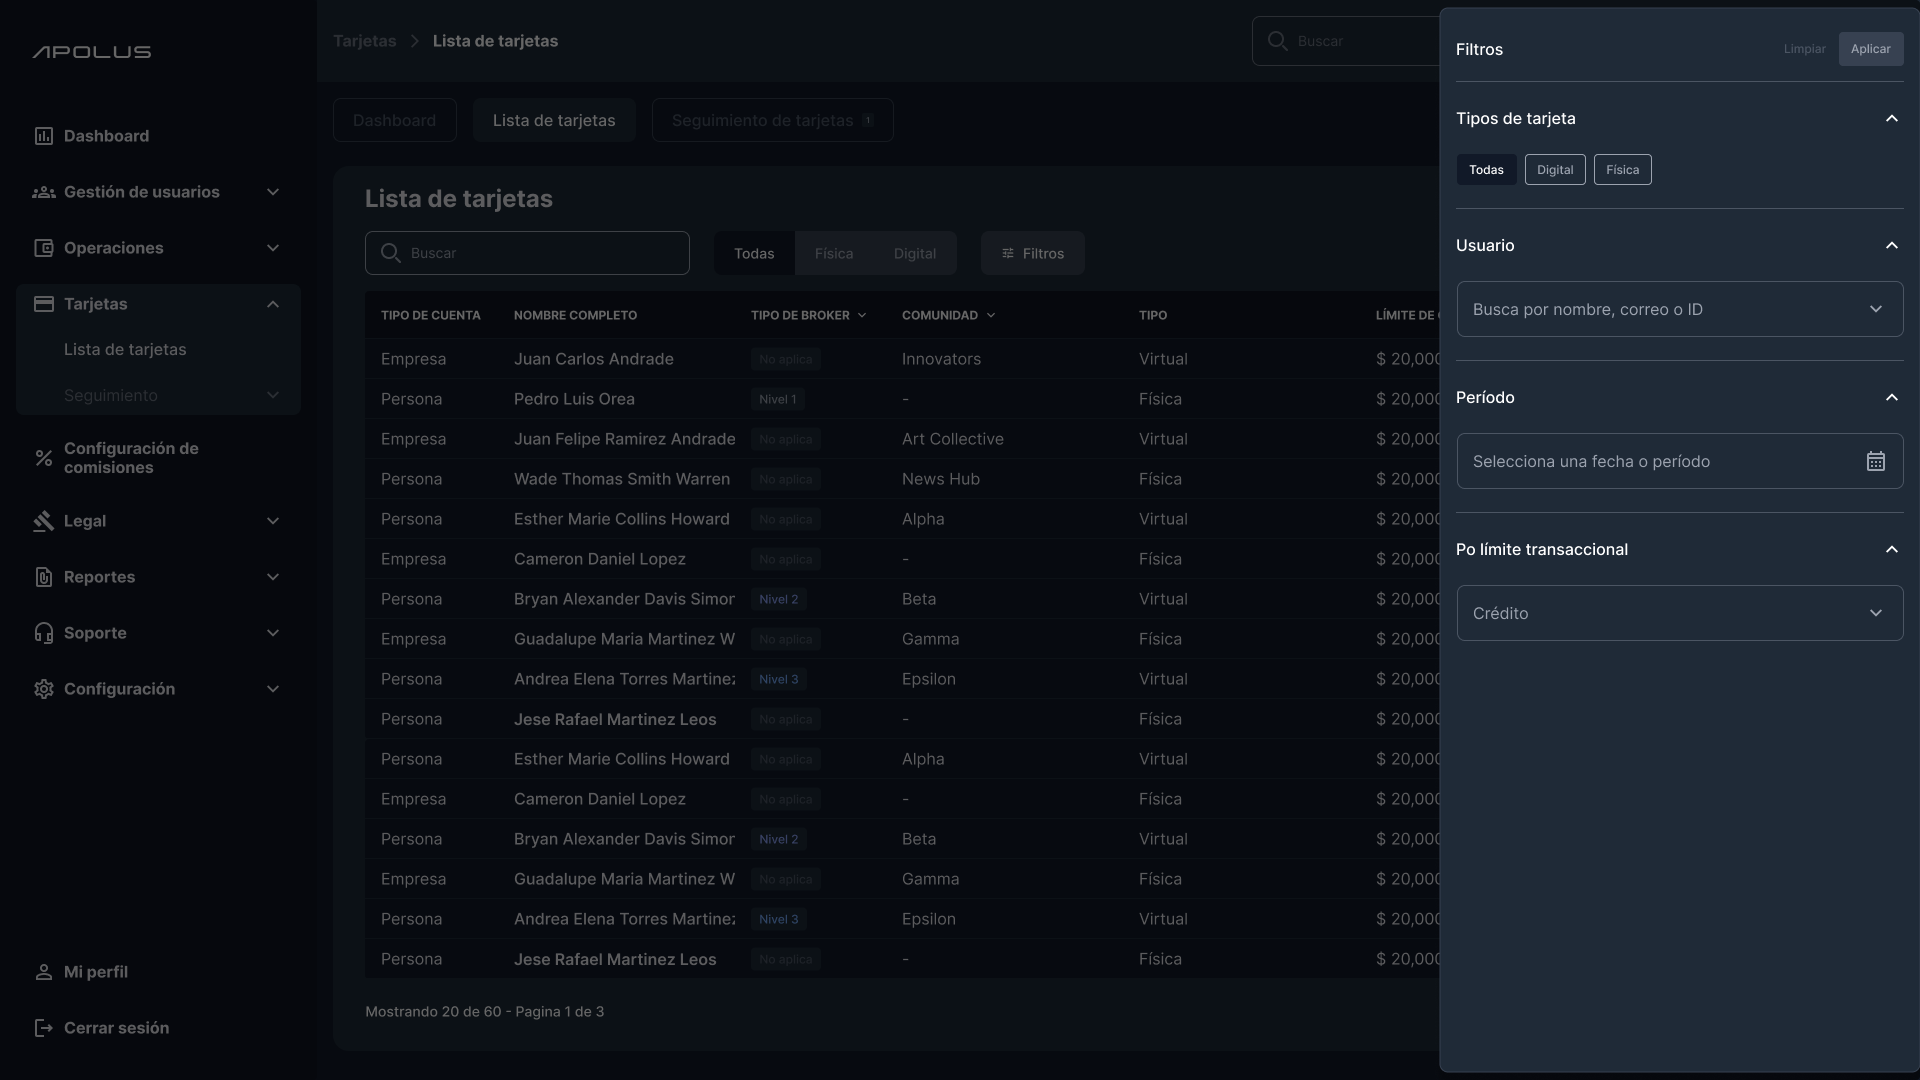 APOLUS
Dashboard
Gestión de usuarios
Operaciones
Tarjetas
Lista de tarjetas
Seguimiento
Configuración de
comisiones
Legal
Reportes
Soporte
Configuración
Mi perfil
Cerrar sesión
Tarjetas > Lista de tarjetas
Buscar
Dashboard Lista de tarjetas Seguimiento de tarjetas 1
Lista de tarjetas
Buscar Todas Física Digital Filtros
TIPO DE CUENTA NOMBRE COMPLETO TIPO DE BROKER COMUNIDAD TIPO LÍMITE DE
Empresa Juan Carlos Andrade No aplica Innovators Virtual $ 20,000
Persona Pedro Luis Orea Nivel 1 - Física $ 20,000
Empresa Juan Felipe Ramirez Andrade No aplica Art Collective Virtual $ 20,000
Persona Wade Thomas Smith Warren No aplica News Hub Física $ 20,000
Persona Esther Marie Collins Howard No aplica Alpha Virtual $ 20,000
Empresa Cameron Daniel Lopez No aplica - Física $ 20,000
Persona Bryan Alexander Davis Simor Nivel 2 Beta Virtual $ 20,000
Empresa Guadalupe Maria Martinez W No aplica Gamma Física $ 20,000
Persona Andrea Elena Torres Martinez Nivel 3 Epsilon Virtual $ 20,000
Persona Jese Rafael Martinez Leos No aplica - Física $ 20,000
Persona Esther Marie Collins Howard No aplica Alpha Virtual $ 20,000
Empresa Cameron Daniel Lopez No aplica - Física $ 20,000
Persona Bryan Alexander Davis Simor Nivel 2 Beta Virtual $ 20,000
Empresa Guadalupe Maria Martinez W No aplica Gamma Física $ 20,000
Persona Andrea Elena Torres Martinez Nivel 3 Epsilon Virtual $ 20,000
Persona Jese Rafael Martinez Leos No aplica - Física $ 20,000
Mostrando 20 de 60 - Pagina 1 de 3
Filtros Limpiar Aplicar
Tipos de tarjeta
Todas Digital Física
Usuario
Busca por nombre, correo o ID
Período
Selecciona una fecha o período
Po límite transaccional
Crédito